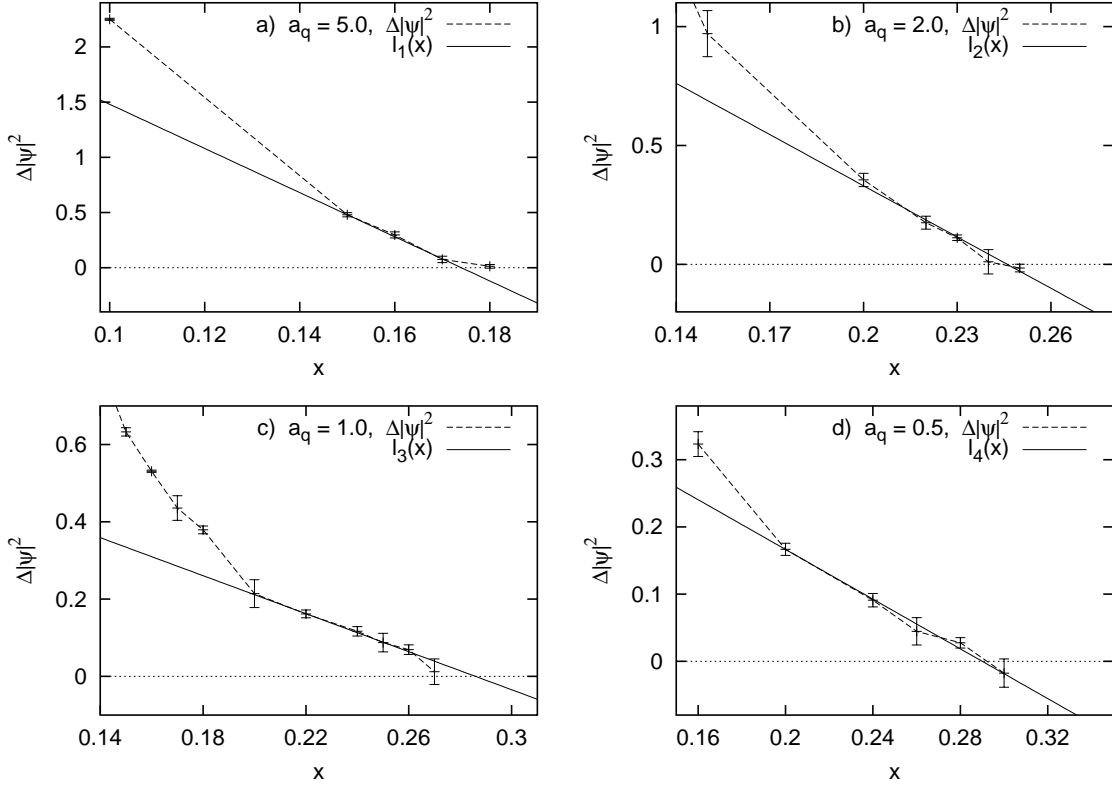 a) a_q = 5.0, Δ|ψ|^2
l_1(x)
2
1.5
1
0.5
0
Δ|ψ|^2
0.1 0.12 0.14 0.16 0.18
x
b) a_q = 2.0, Δ|ψ|^2
l_2(x)
1
0.5
0
Δ|ψ|^2
0.14 0.17 0.2 0.23 0.26
x
c) a_q = 1.0, Δ|ψ|^2
l_3(x)
0.6
0.4
0.2
0
Δ|ψ|^2
0.14 0.18 0.22 0.26 0.3
x
d) a_q = 0.5, Δ|ψ|^2
l_4(x)
0.3
0.2
0.1
0
Δ|ψ|^2
0.16 0.2 0.24 0.28 0.32
x